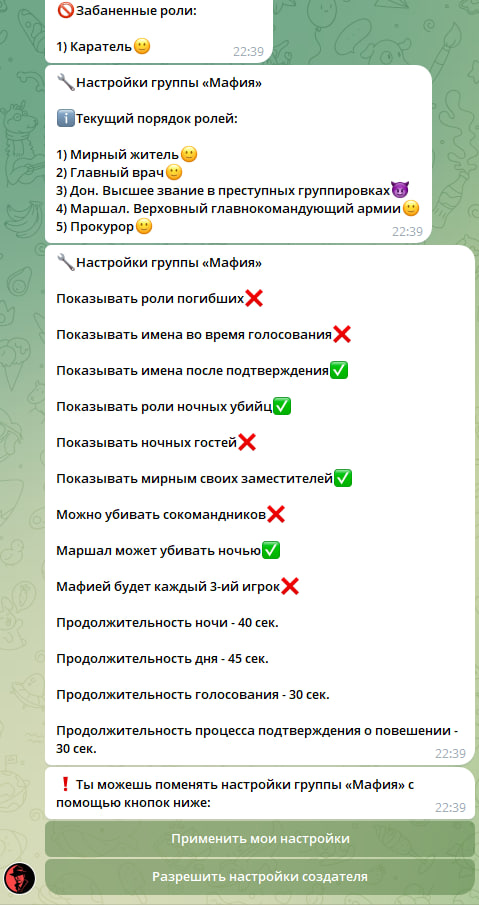 🚫Забаненные роли:
1) Каратель🙂
22:39
🔧Настройки группы «Мафия»
ℹ️Текущий порядок ролей:
1) Мирный житель🙂
2) Главный врач🙂
3) Дон. Высшее звание в преступных группировках😈
4) Маршал. Верховный главнокомандующий армии🙂
5) Прокурор🙂
22:39
🔧Настройки группы «Мафия»
Показывать роли погибших❌
Показывать имена во время голосования❌
Показывать имена после подтверждения✅
Показывать роли ночных убийц✅
Показывать ночных гостей❌
Показывать мирным своих заместителей✅
Можно убивать сокомандников❌
Маршал может убивать ночью✅
Мафией будет каждый 3-ий игрок❌
Продолжительность ночи - 40 сек.
Продолжительность дня - 45 сек.
Продолжительность голосования - 30 сек.
Продолжительность процесса подтверждения о повешении -
30 сек.
22:39
❗ Ты можешь поменять настройки группы «Мафия» с
помощью кнопок ниже:
22:39
Применить мои настройки
Разрешить настройки создателя